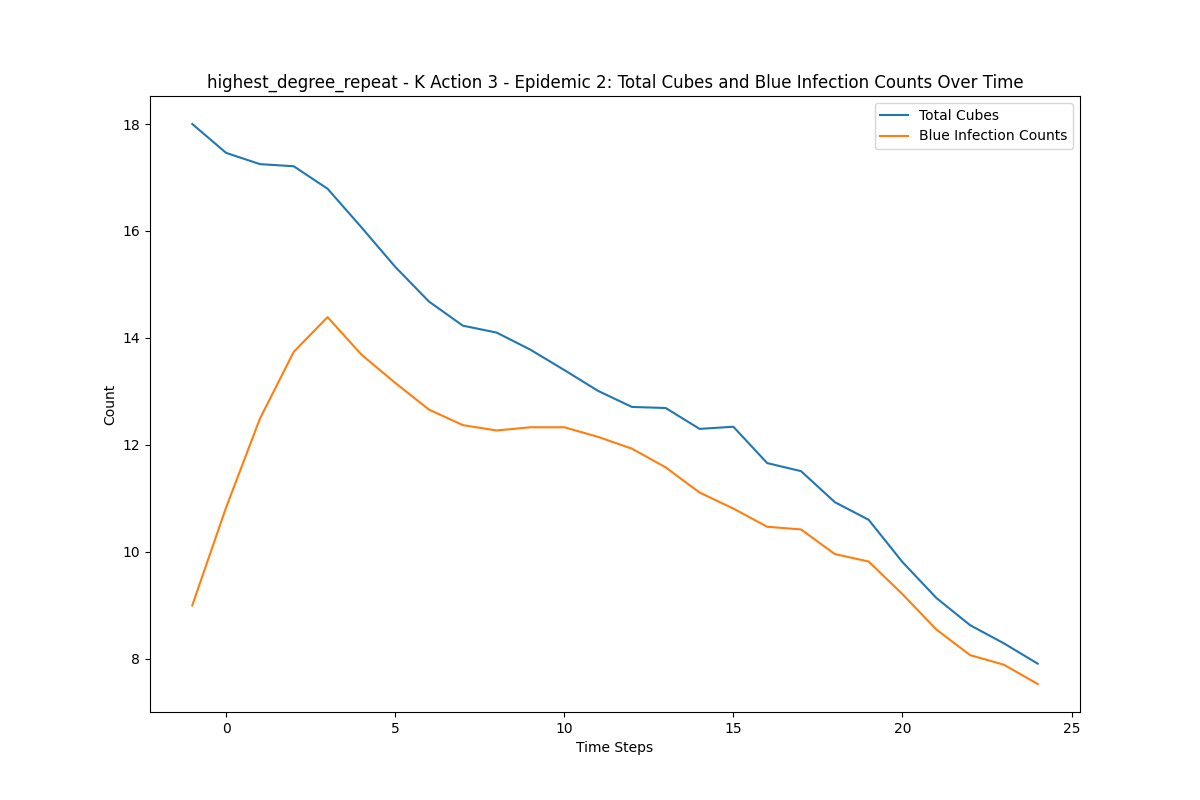 highest_degree_repeat - K Action 3 - Epidemic 2: Total Cubes and Blue Infection Counts Over Time
Total Cubes
Blue Infection Counts
18
16
14
12
10
8
Count
0
5
10
15
20
25
Time Steps